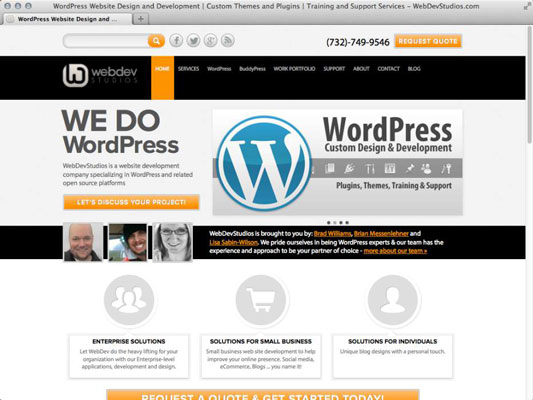 WordPress Website Design and Development | Custom Themes and Plugins | Training and Support Services - WebDevStudios.com
WordPress Website Design and ...
(732)-749-9546
REQUEST QUOTE
webdev
STUDIOS
HOME
SERVICES
WordPress
BuddyPress
WORK PORTFOLIO
SUPPORT
ABOUT
CONTACT
BLOG
WE DO
WordPress
WebDevStudios is a website development
company specializing in WordPress and related
open source platforms
LET'S DISCUSS YOUR PROJECT!
WordPress
Custom Design & Development
Plugins, Themes, Training & Support
WebDevStudios is brought to you by: Brad Williams, Brian Messenlehner and
Lisa Sabin-Wilson. We pride ourselves in being WordPress experts & our team has the
experience and approach to be your partner of choice - more about our team »
ENTERPRISE SOLUTIONS
Let WebDev do the heavy lifting for your
organization with our Enterprise-level
applications, development and design.
SOLUTIONS FOR SMALL BUSINESS
Small business web site development to help
improve your online presence. Social media,
eCommerce, Blogs .. you name it!
SOLUTIONS FOR INDIVIDUALS
Unique blog designs with a personal touch.
REQUEST A QUOTE & GET STARTED TODAY!